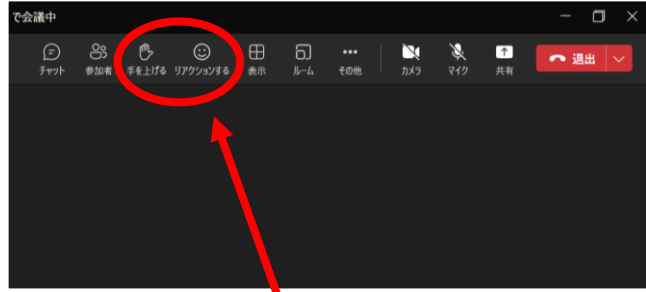 で会議中
チャット 参加者 手を上げる リアクションする 表示 ルーム その他 カメラ マイク 共有 退出